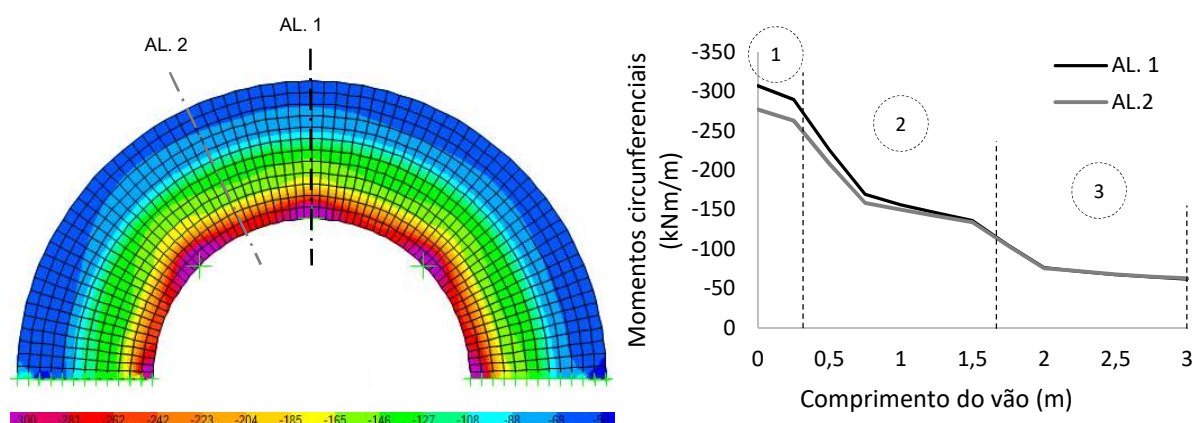 AL. 1
AL. 2
-300 -281 -262 -242 -223 -204 -185 -165 -146 -127 -108 -88 -69 -50
Momentos circunferenciais
(kNm/m)
-350
-300
-250
-200
-150
-100
-50
0
1
2
3
AL. 1
AL.2
0 0,5 1 1,5 2 2,5 3
Comprimento do vão (m)